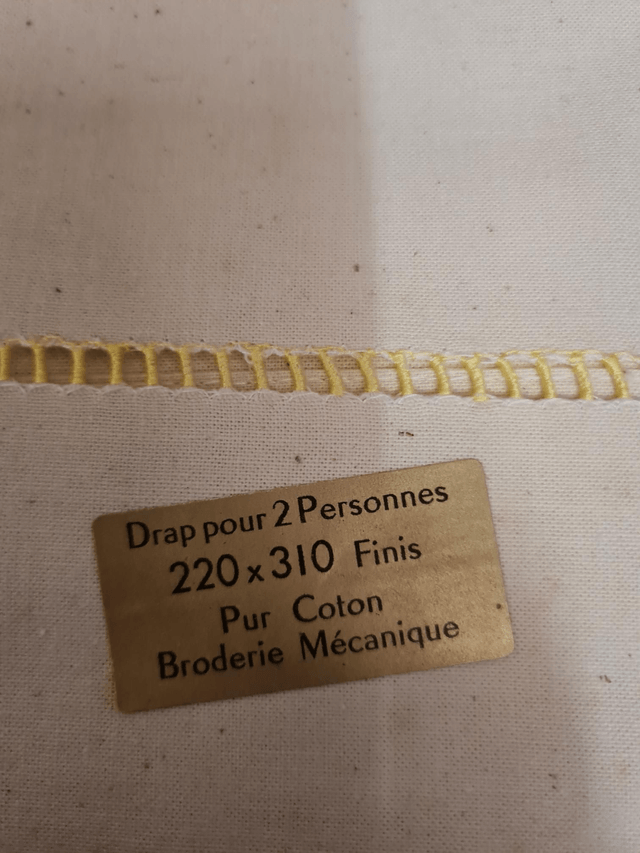 Drap pour 2 Personnes
220 x 310 Finis
Pur Coton
Broderie Mécanique